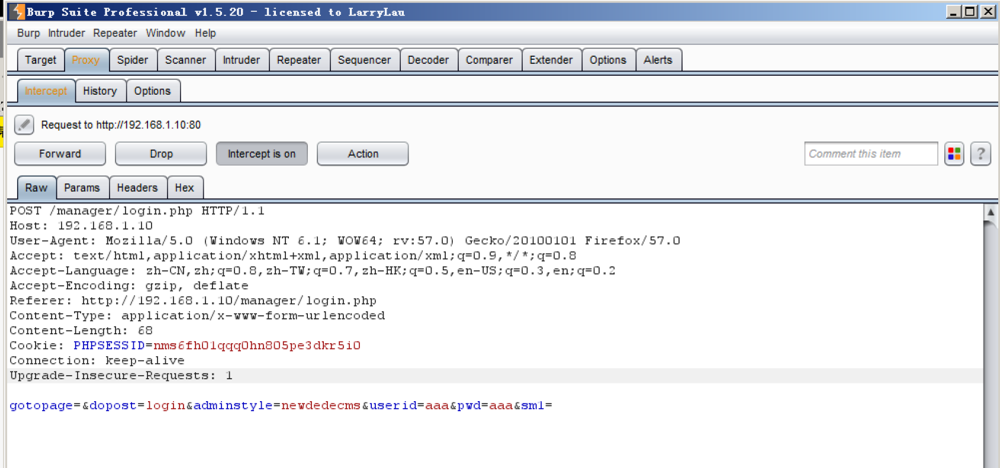 Burp Suite Professional v1.5.20 - licensed to LarryLau
Burp Intruder Repeater Window Help
Target Proxy Spider Scanner Intruder Repeater Sequencer Decoder Comparer Extender Options Alerts
Intercept History Options
Request to http://192.168.1.10:80
Forward Drop Intercept is on Action Comment this item ?
Raw Params Headers Hex
POST /manager/login.php HTTP/1.1
Host: 192.168.1.10
User-Agent: Mozilla/5.0 (Windows NT 6.1; WOW64; rv:57.0) Gecko/20100101 Firefox/57.0
Accept: text/html,application/xhtml+xml,application/xml;q=0.9,*/*;q=0.8
Accept-Language: zh-CN,zh;q=0.8,zh-TW;q=0.7,zh-HK;q=0.5,en-US;q=0.3,en;q=0.2
Accept-Encoding: gzip, deflate
Referer: http://192.168.1.10/manager/login.php
Content-Type: application/x-www-form-urlencoded
Content-Length: 68
Cookie: PHPSESSID=nms6fh01qqq0hn805pe3dkr5i0
Connection: keep-alive
Upgrade-Insecure-Requests: 1
gotopage=&dopost=login&adminstyle=newdedecms&userid=aaa&pwd=aaa&sm1=